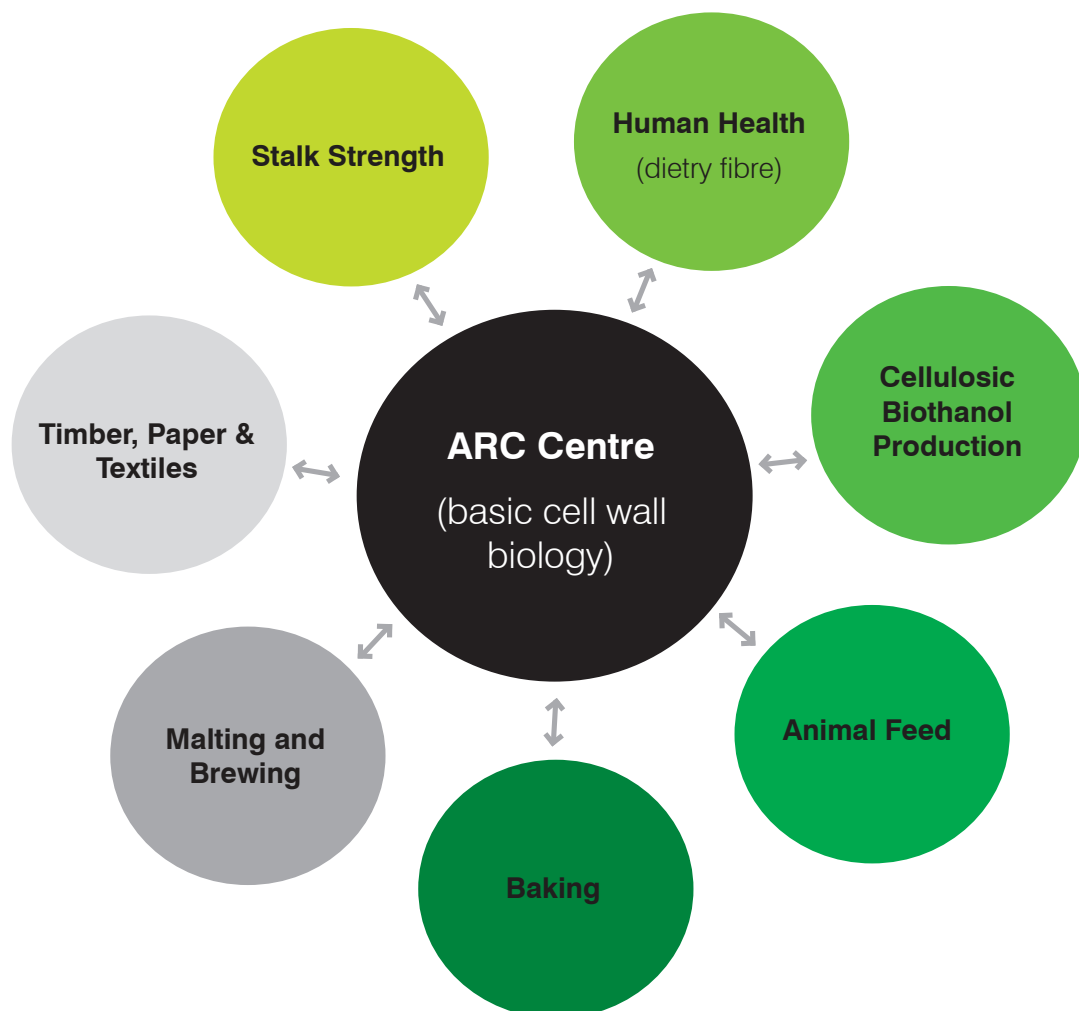 Stalk Strength
Human Health
(dietry fibre)
Cellulosic
Biothanol
Production
Timber, Paper &
Textiles
ARC Centre
(basic cell wall
biology)
Malting and
Brewing
Animal Feed
Baking